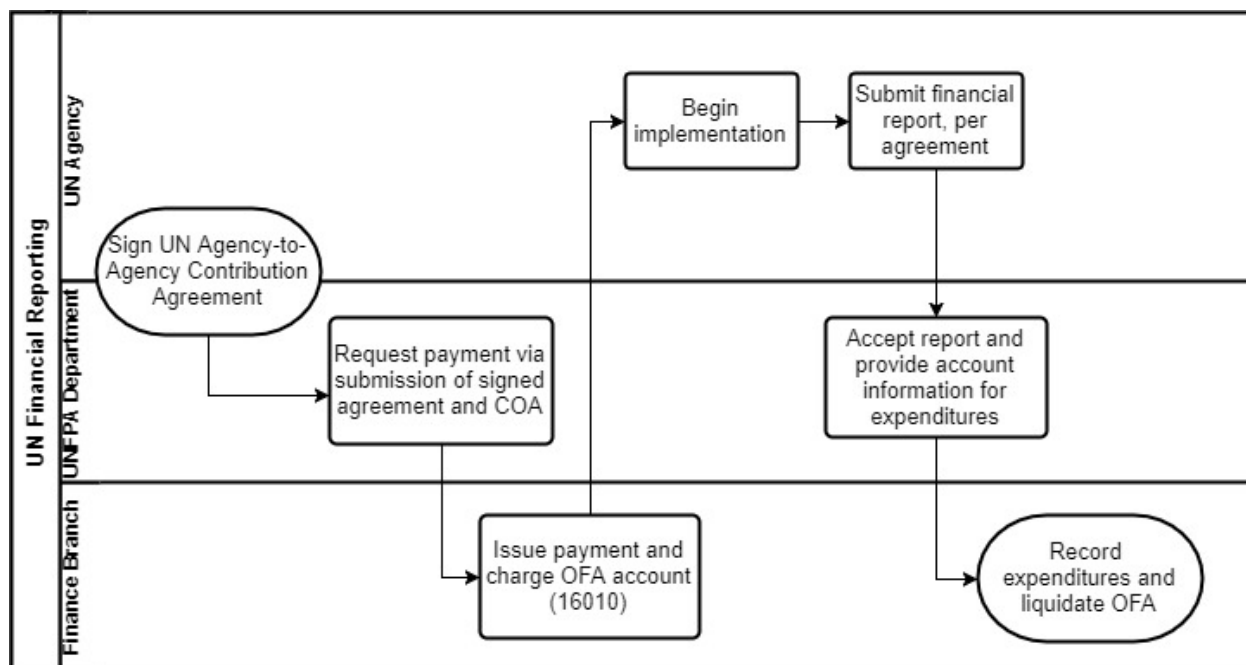 UN Financial Reporting
UN Agency
Begin
implementation
Submit financial
report, per
agreement
Sign UN Agency-to-
Agency Contribution
Agreement
UNFPA Department
Request payment via
submission of signed
agreement and COA
Accept report and
provide account
information for
expenditures
Finance Branch
Issue payment and
charge OFA account
(16010)
Record
expenditures and
liquidate OFA